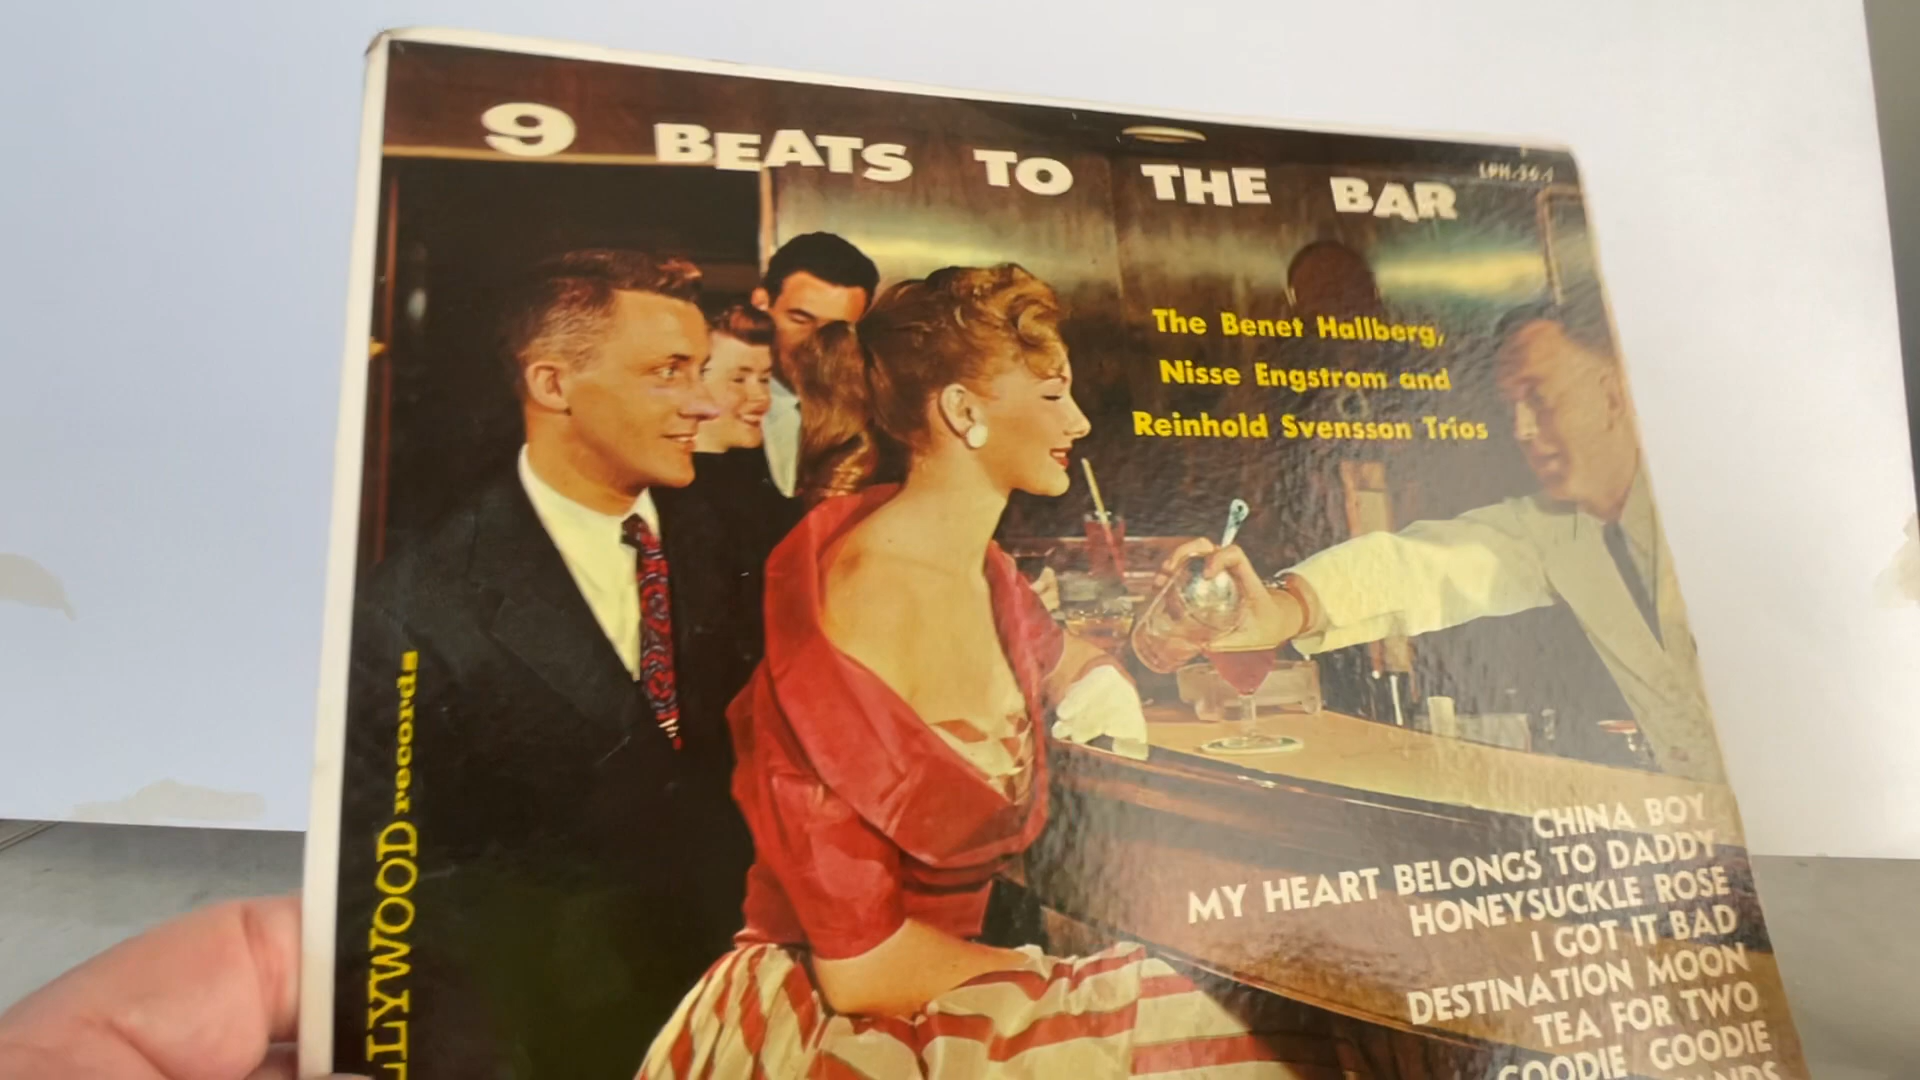 9 BEATS TO THE BAR
The Benet Hallberg,
Nisse Engstrom and
Reinhold Svensson Trios
LLYWOOD records
CHINA BOY
MY HEART BELONGS TO DADDY
HONEYSUCKLE ROSE
I GOT IT BAD
DESTINATION MOON
TEA FOR TWO
GOODIE GOODIE